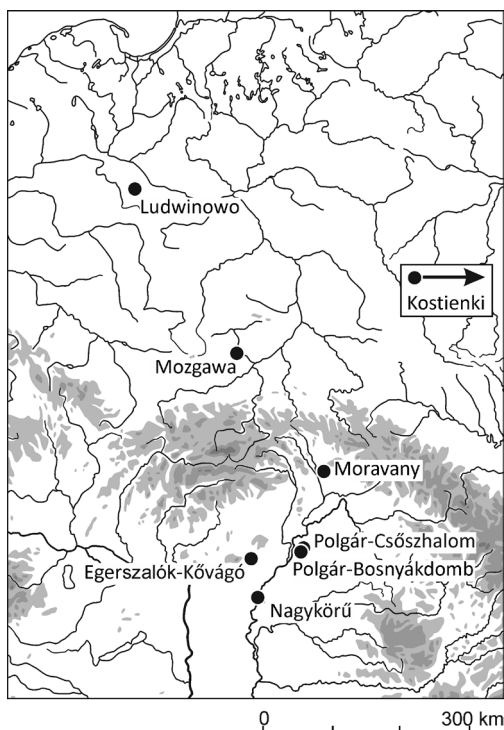 Ludwinowo
Kostienki
Mozgawa
Moravany
Polgár-Csőszhalom
Egerszalók-Kővágó
Polgár-Bosnyákdomb
Nagykörű
0 300 km